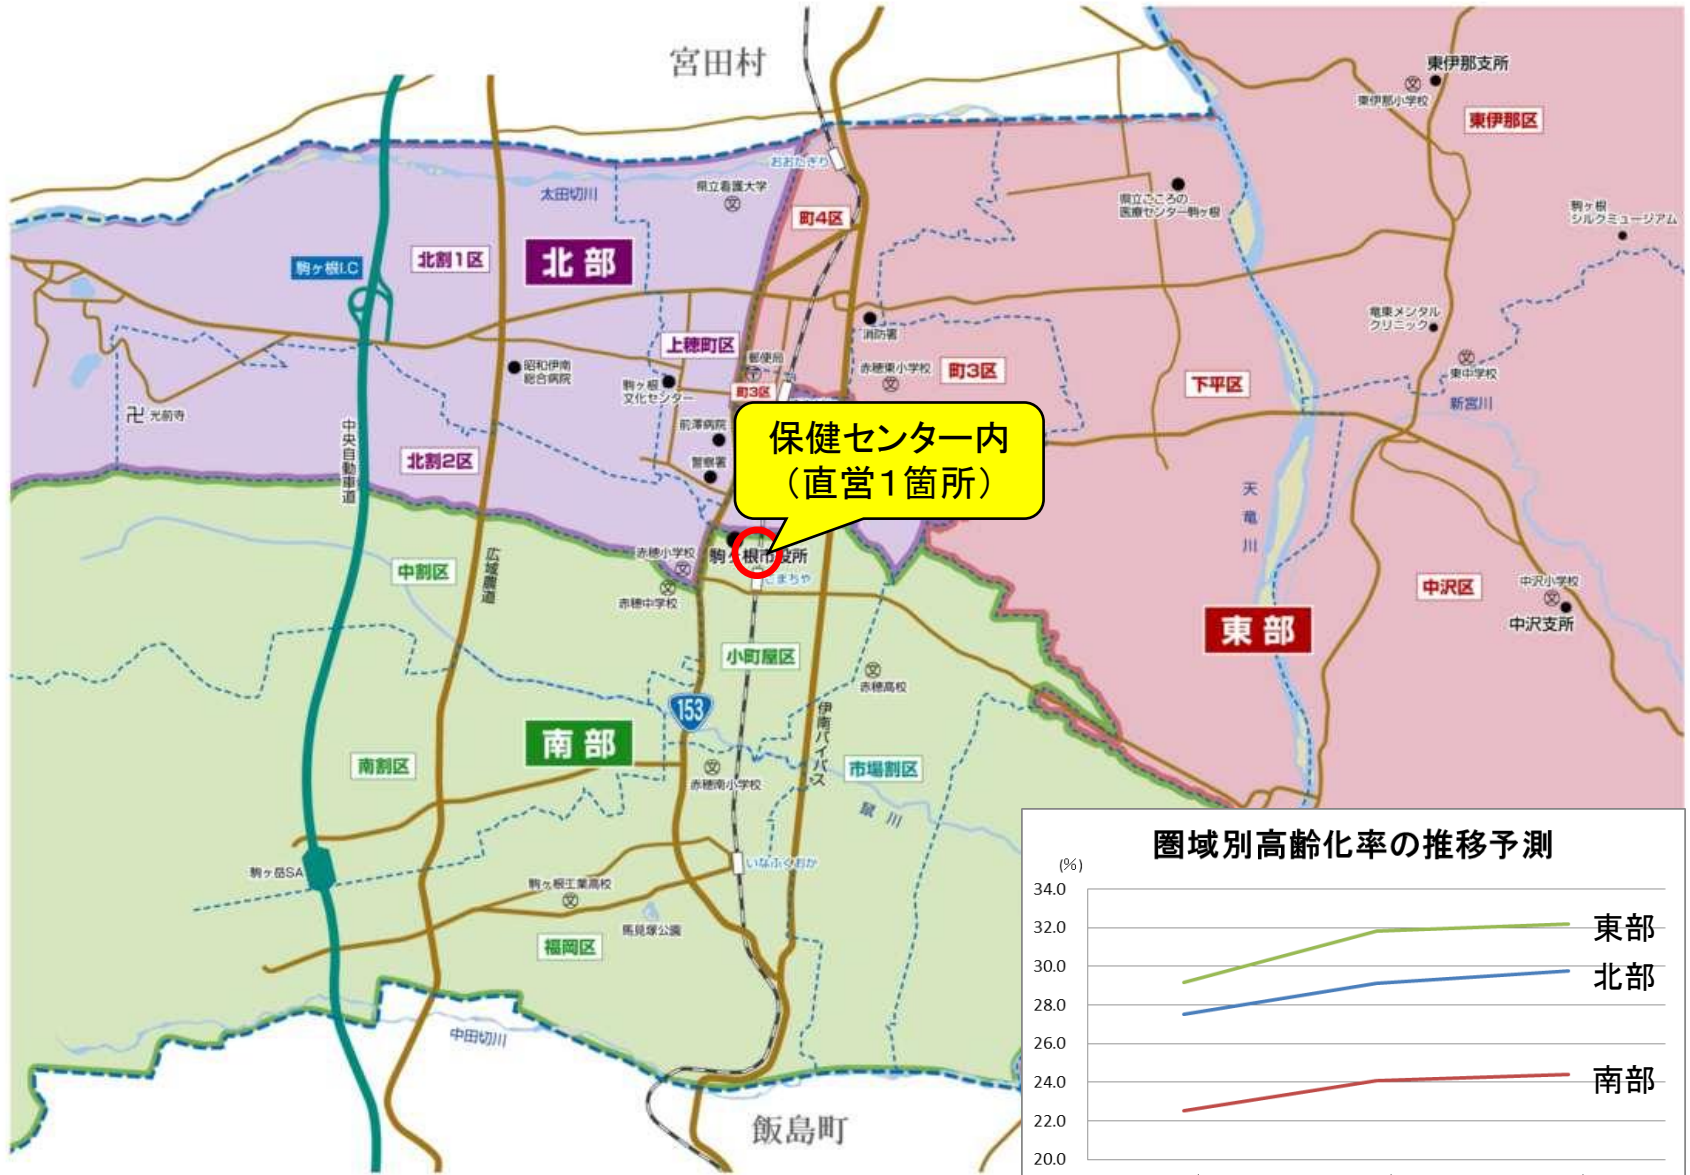 宮田村
東伊那支所
東伊那小学校
東伊那区
おおたぎり
県立看護大学
太田切川
県立こころの
医療センター駒ヶ根
駒ヶ根
シルクミュージアム
町4区
北割1区
北部
駒ヶ根I.C
消防署
竜東メンタル
クリニック
上穂町区
郵便局
昭和伊南
総合病院
赤穂東小学校
町3区
下平区
東中学校
駒ヶ根
文化センター
町3区
新宮川
卍 光前寺
前澤病院
中央自動車道
北割2区
警察署
保健センター内
（直営１箇所）
天竜川
赤穂小学校
駒ヶ根市役所
広域農道
中割区
こまちや
赤穂中学校
中沢区
中沢小学校
中沢支所
東部
小町屋区
赤穂高校
153
南部
伊南バイパス
南割区
市場割区
赤穂南小学校
鼠川
駒ヶ岳SA
いなふくおか
駒ヶ根工業高校
馬見塚公園
福岡区
中田切川
飯島町
圏域別高齢化率の推移予測
(%)
34.0
32.0
30.0
28.0
26.0
24.0
22.0
20.0
東部
北部
南部